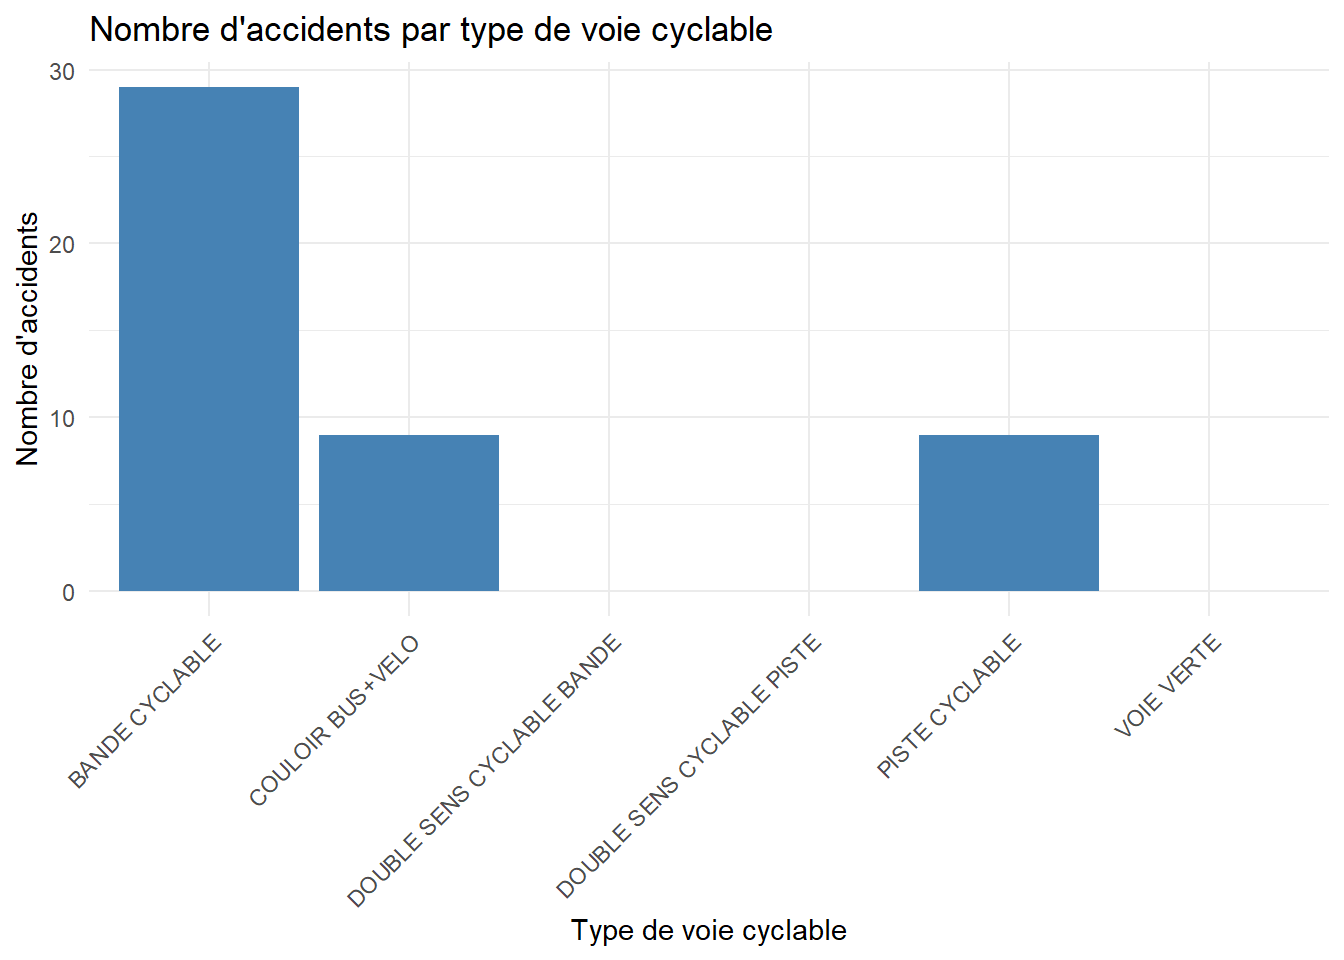 Nombre d'accidents par type de voie cyclable
Nombre d'accidents
30
20
10
0
BANDE CYCLABLE
COULOIR BUS+VELO
DOUBLE SENS CYCLABLE BANDE
DOUBLE SENS CYCLABLE PISTE
PISTE CYCLABLE
VOIE VERTE
Type de voie cyclable